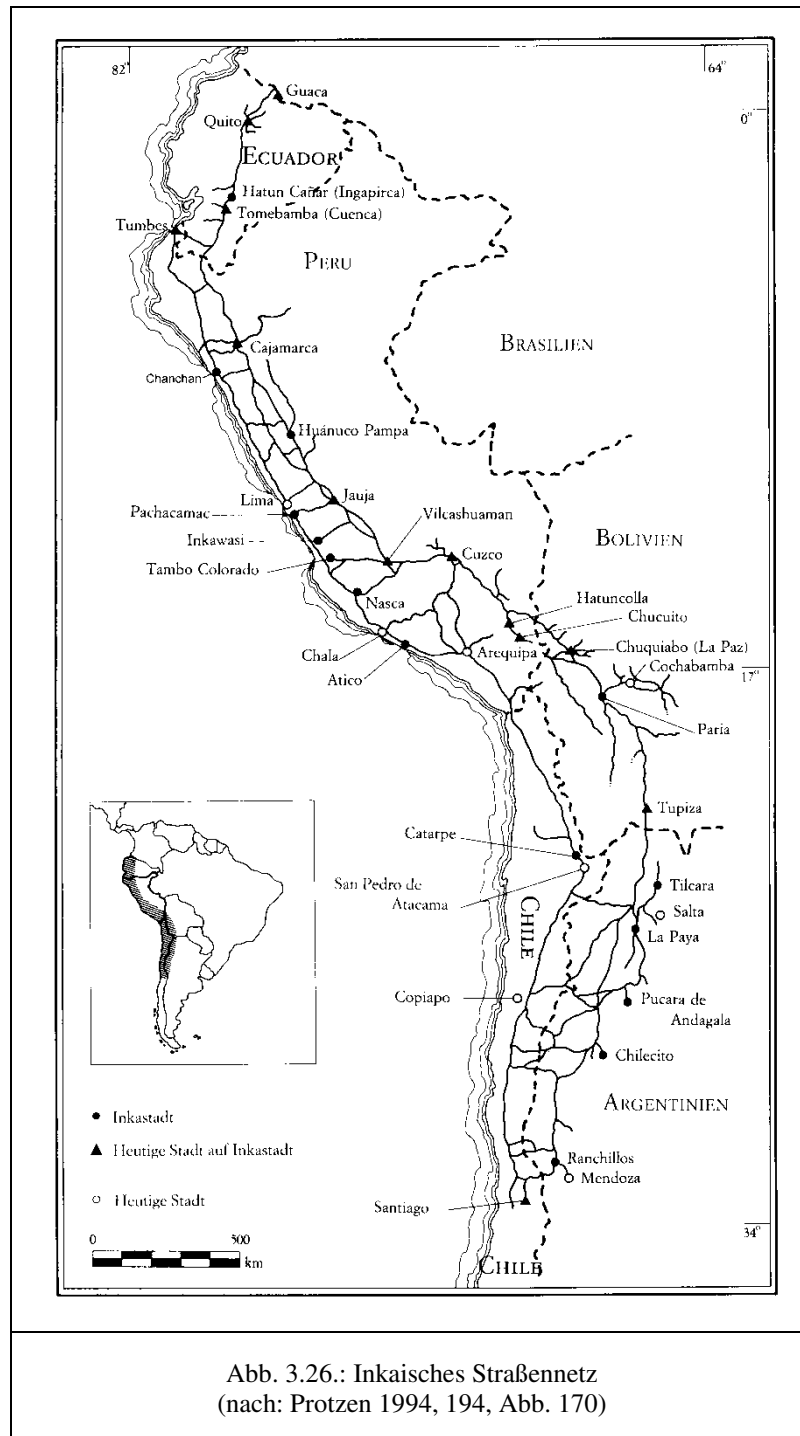 82°
64°
Guaca
0°
Quito
ECUADOR
Hatun Cañar (Ingapirca)
Tomebamba (Cuenca)
Tumbes
PERU
BRASILIEN
Cajamarca
Chanchan
Huánuco Pampa
Lima
Jauja
Pachacamac
Vilcashuaman
Inkawasi
BOLIVIEN
Cuzco
Tambo Colorado
Hatuncolla
Nasca
Chucuito
Chala
Arequipa
Chuquiabo (La Paz)
Cochabamba
17°
Atico
Paria
Tupiza
Catarpe
San Pedro de
Atacama
Tilcara
Salta
CHILE
La Paya
Copiapo
Pucara de
Andagala
Chilecito
ARGENTINIEN
Inkastadt
Heutige Stadt auf Inkastadt
Heutige Stadt
Ranchillos
Mendoza
Santiago
34°
0 500
km
CHILE
Abb. 3.26.: Inkaisches Straßennetz
(nach: Protzen 1994, 194, Abb. 170)